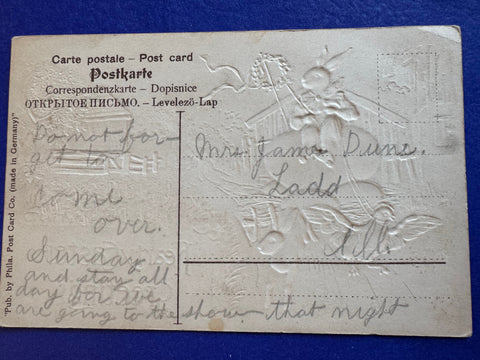 Carte postale – Post card
Postkarte
Correspondenzkarte – Dopisnice
ОТКРЫТОЕ ПИСЬМО. – Levelező-Lap
"Pub. by Phila. Post Card Co. (made in Germany)"
Do not for-
get to
come
over.
Sunday
and stay all
day for we
are going to the show that night
Mrs. James Dunn.
Ladd
Ill.